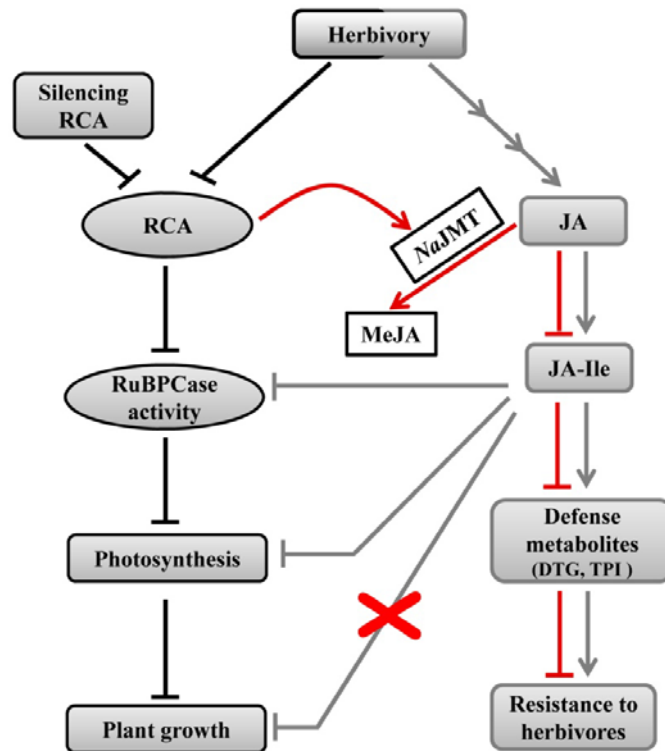 Herbivory
Silencing
RCA
RCA
NaJMT
JA
MeJA
JA-Ile
RuBPCase
activity
Defense
metabolites
(DTG, TPI )
Photosynthesis
Plant growth
Resistance to
herbivores